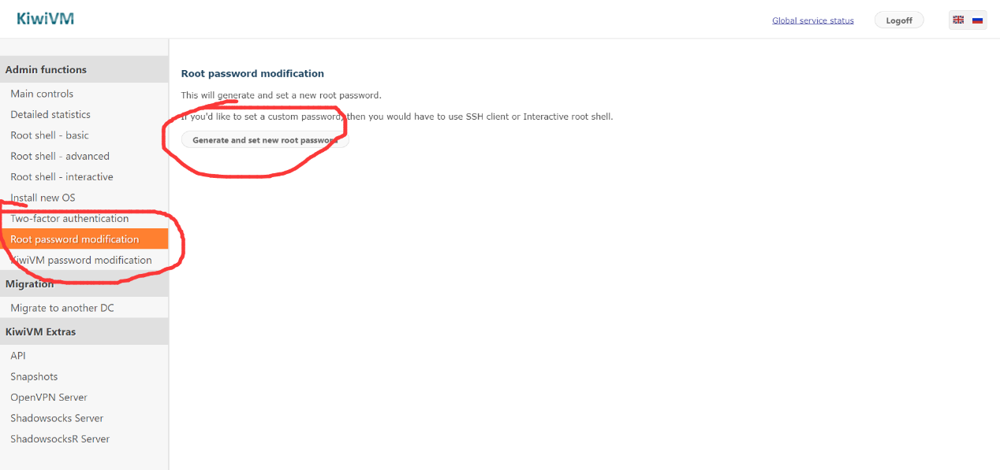 KiwiVM
Global service status
Logoff
Admin functions
Main controls
Detailed statistics
Root shell - basic
Root shell - advanced
Root shell - interactive
Install new OS
Two-factor authentication
Root password modification
KiwiVM password modification
Migration
Migrate to another DC
KiwiVM Extras
API
Snapshots
OpenVPN Server
Shadowsocks Server
ShadowsocksR Server
Root password modification
This will generate and set a new root password.
If you'd like to set a custom password, then you would have to use SSH client or Interactive root shell.
Generate and set new root password